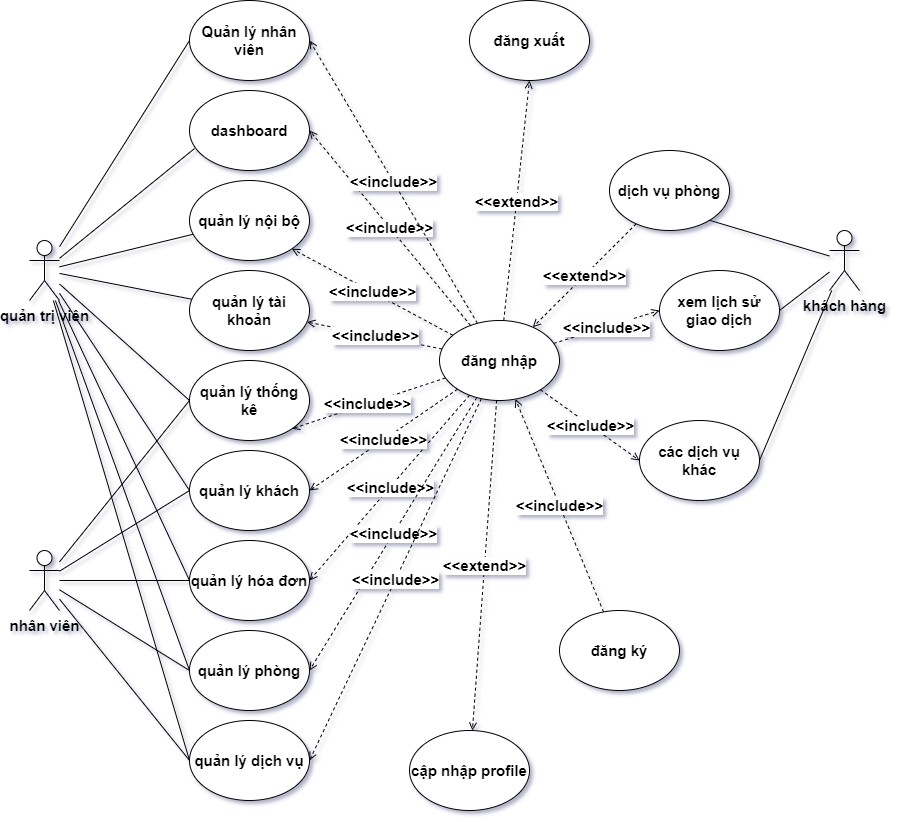 Quản lý nhân
viên
đăng xuất
dashboard
<<include>>
dịch vụ phòng
<<extend>>
quản lý nội bộ
<<include>>
<<extend>>
quản lý tài
khoản
<<include>>
xem lịch sử
giao dịch
khách hàng
quản trị viên
<<include>>
<<include>>
đăng nhập
quản lý thống
kê
<<include>>
<<include>>
<<include>>
các dịch vụ
khác
quản lý khách
<<include>>
<<include>>
<<include>>
<<extend>>
quản lý hóa đơn
<<include>>
nhân viên
đăng ký
quản lý phòng
quản lý dịch vụ
cập nhập profile